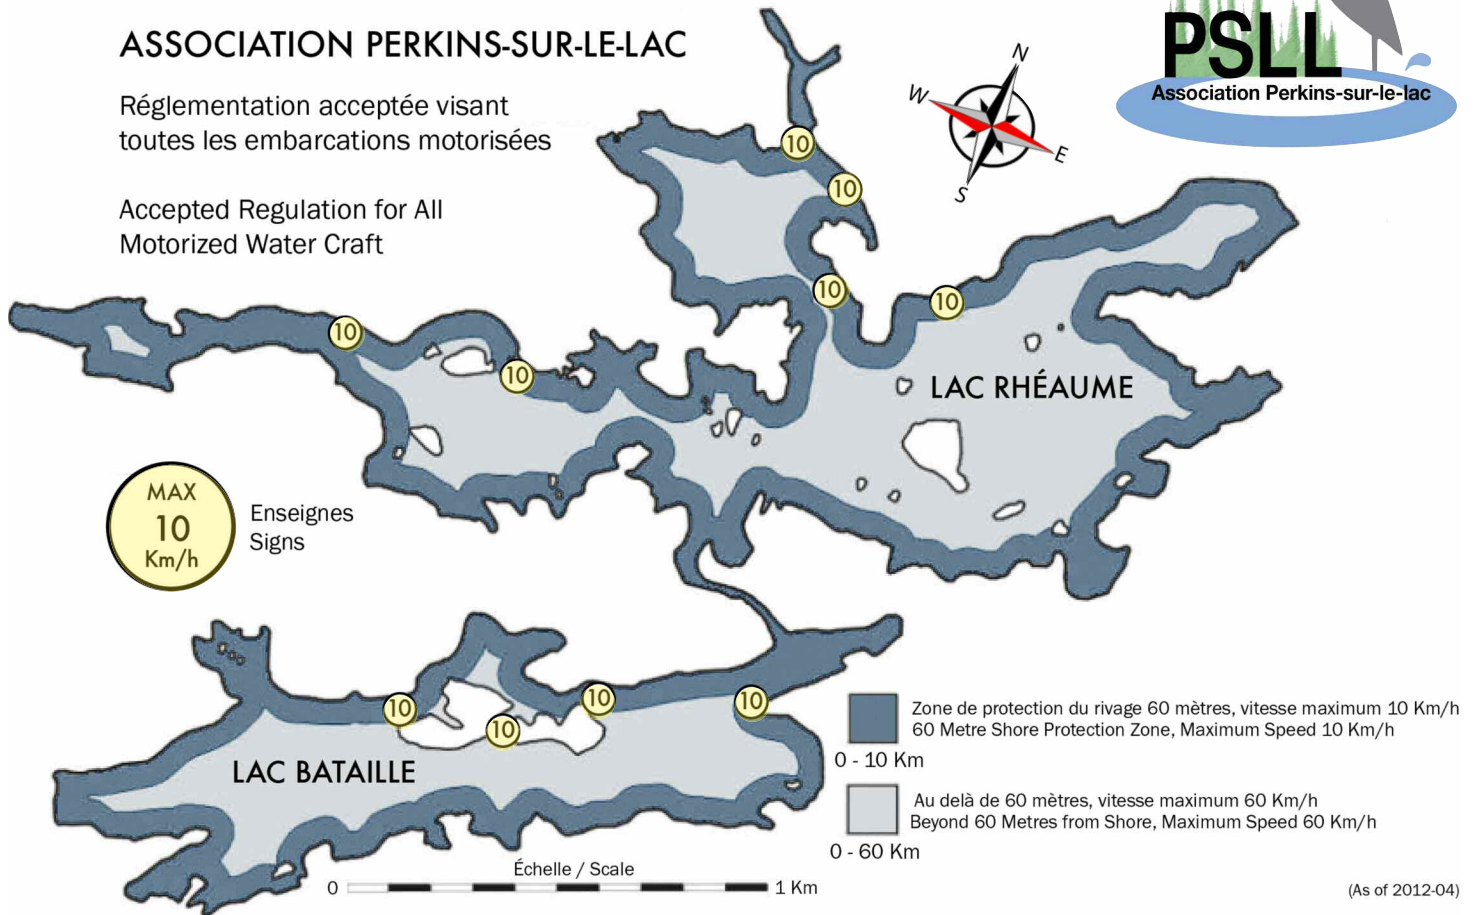 ASSOCIATION PERKINS-SUR-LE-LAC
Réglementation acceptée visant
toutes les embarcations motorisées
Accepted Regulation for All
Motorized Water Craft
N
W
E
S
PSLL
Association Perkins-sur-le-lac
10
10
10
10
10
10
LAC RHÉAUME
MAX
10
Km/h
Enseignes
Signs
10
10
10
10
LAC BATAILLE
Zone de protection du rivage 60 mètres, vitesse maximum 10 Km/h
60 Metre Shore Protection Zone, Maximum Speed 10 Km/h
0 - 10 Km
Au delà de 60 mètres, vitesse maximum 60 Km/h
Beyond 60 Metres from Shore, Maximum Speed 60 Km/h
0 - 60 Km
Échelle / Scale
0
1 Km
(As of 2012-04)